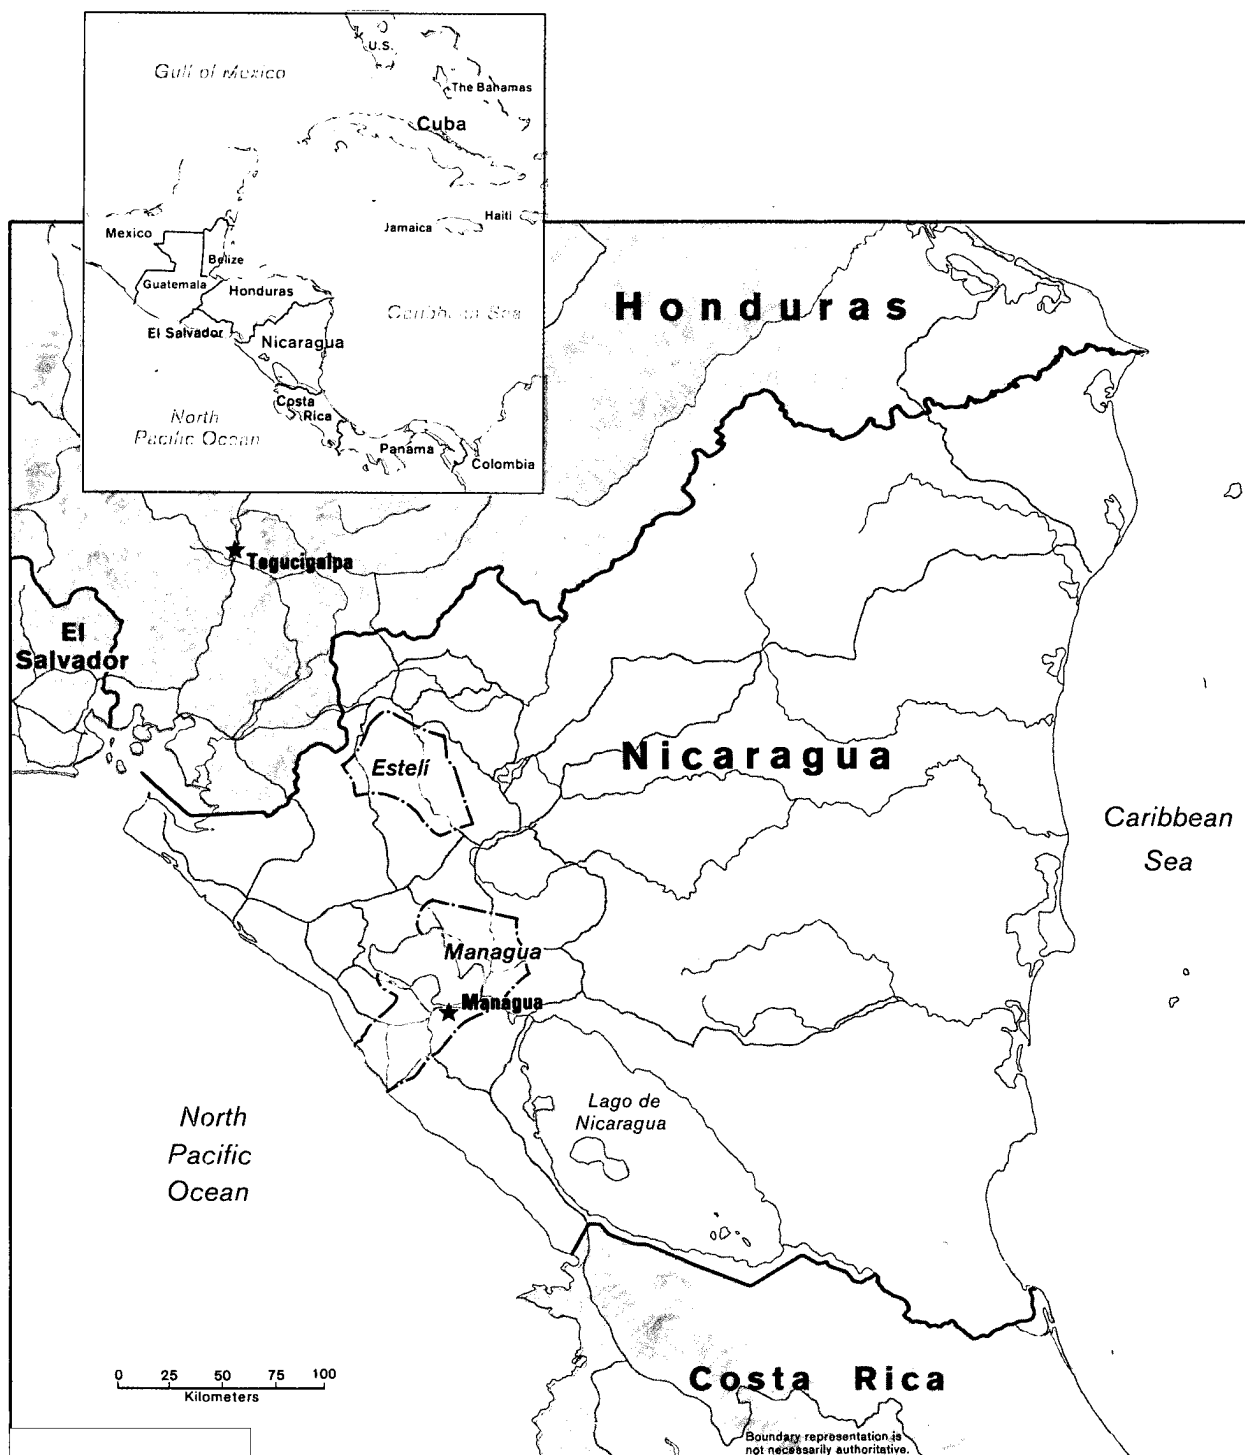 U.S.
Gulf of Mexico
The Bahamas
Cuba
Haiti
Jamaica
Mexico
Belize
Guatemala
Honduras
Caribbean Sea
El Salvador
Nicaragua
Costa
Rica
North
Pacific Ocean
Panama
Colombia
Honduras
Tegucigalpa
El
Salvador
Nicaragua
Estelí
Caribbean
Sea
Managua
Managua
Lago de
Nicaragua
North
Pacific
Ocean
0 25 50 100
Kilometers
Costa Rica
Boundary representation is
not necessarily authoritative.